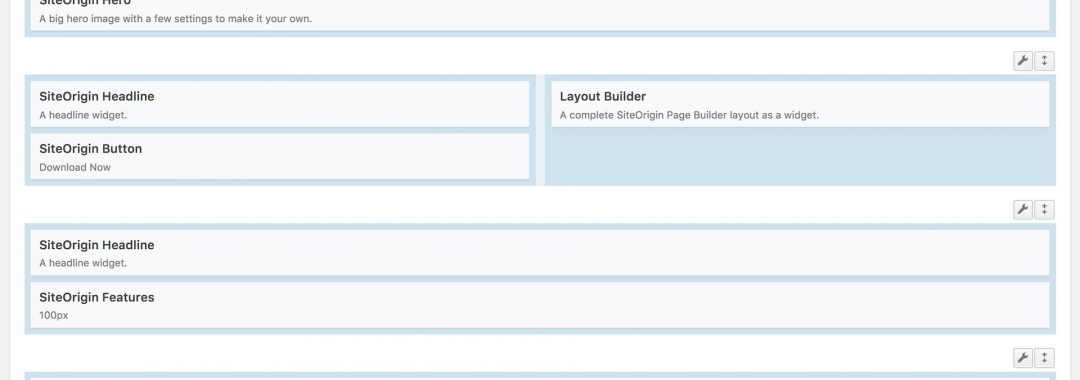 SiteOrigin Hero
A big hero image with a few settings to make it your own.
SiteOrigin Headline
A headline widget.
SiteOrigin Button
Download Now
Layout Builder
A complete SiteOrigin Page Builder layout as a widget.
SiteOrigin Headline
A headline widget.
SiteOrigin Features
100px